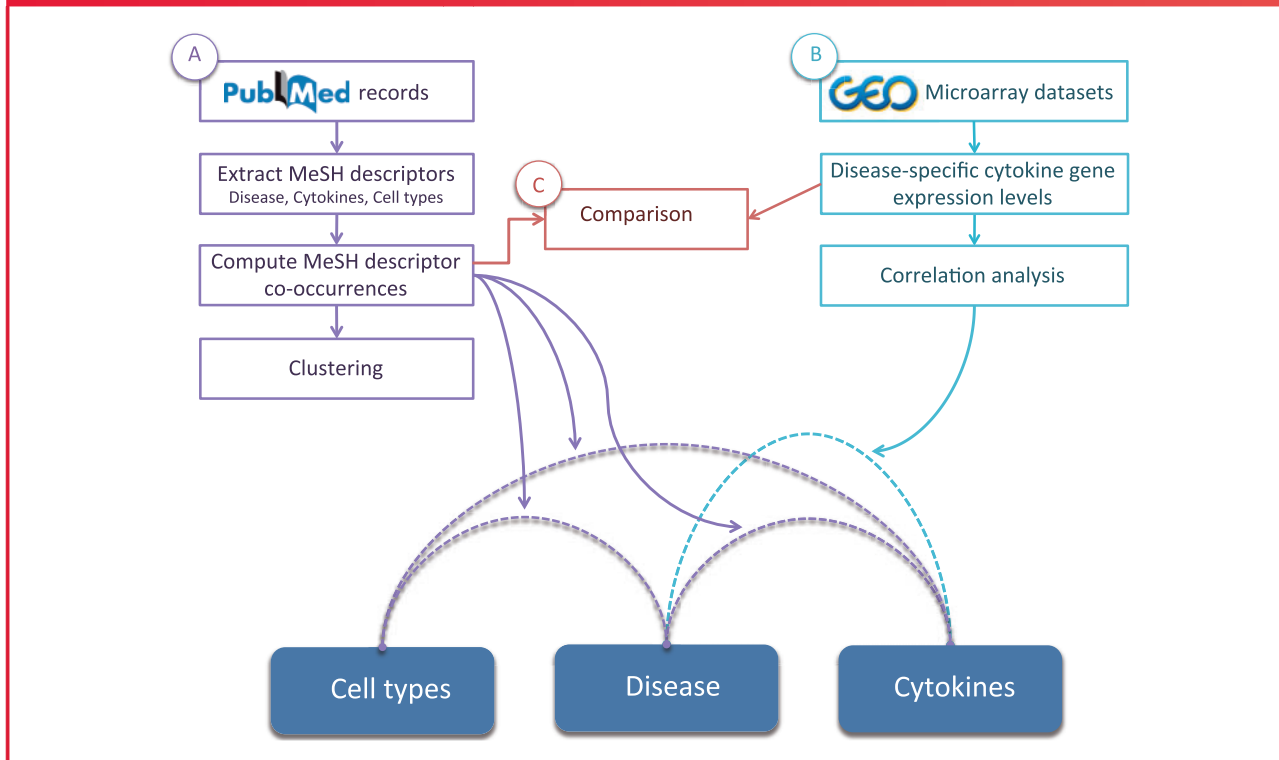 A
PubMed records
Extract MeSH descriptors
Disease, Cytokines, Cell types
Compute MeSH descriptor
co-occurrences
Clustering
C
Comparison
B
GEO Microarray datasets
Disease-specific cytokine gene
expression levels
Correlation analysis
Cell types
Disease
Cytokines